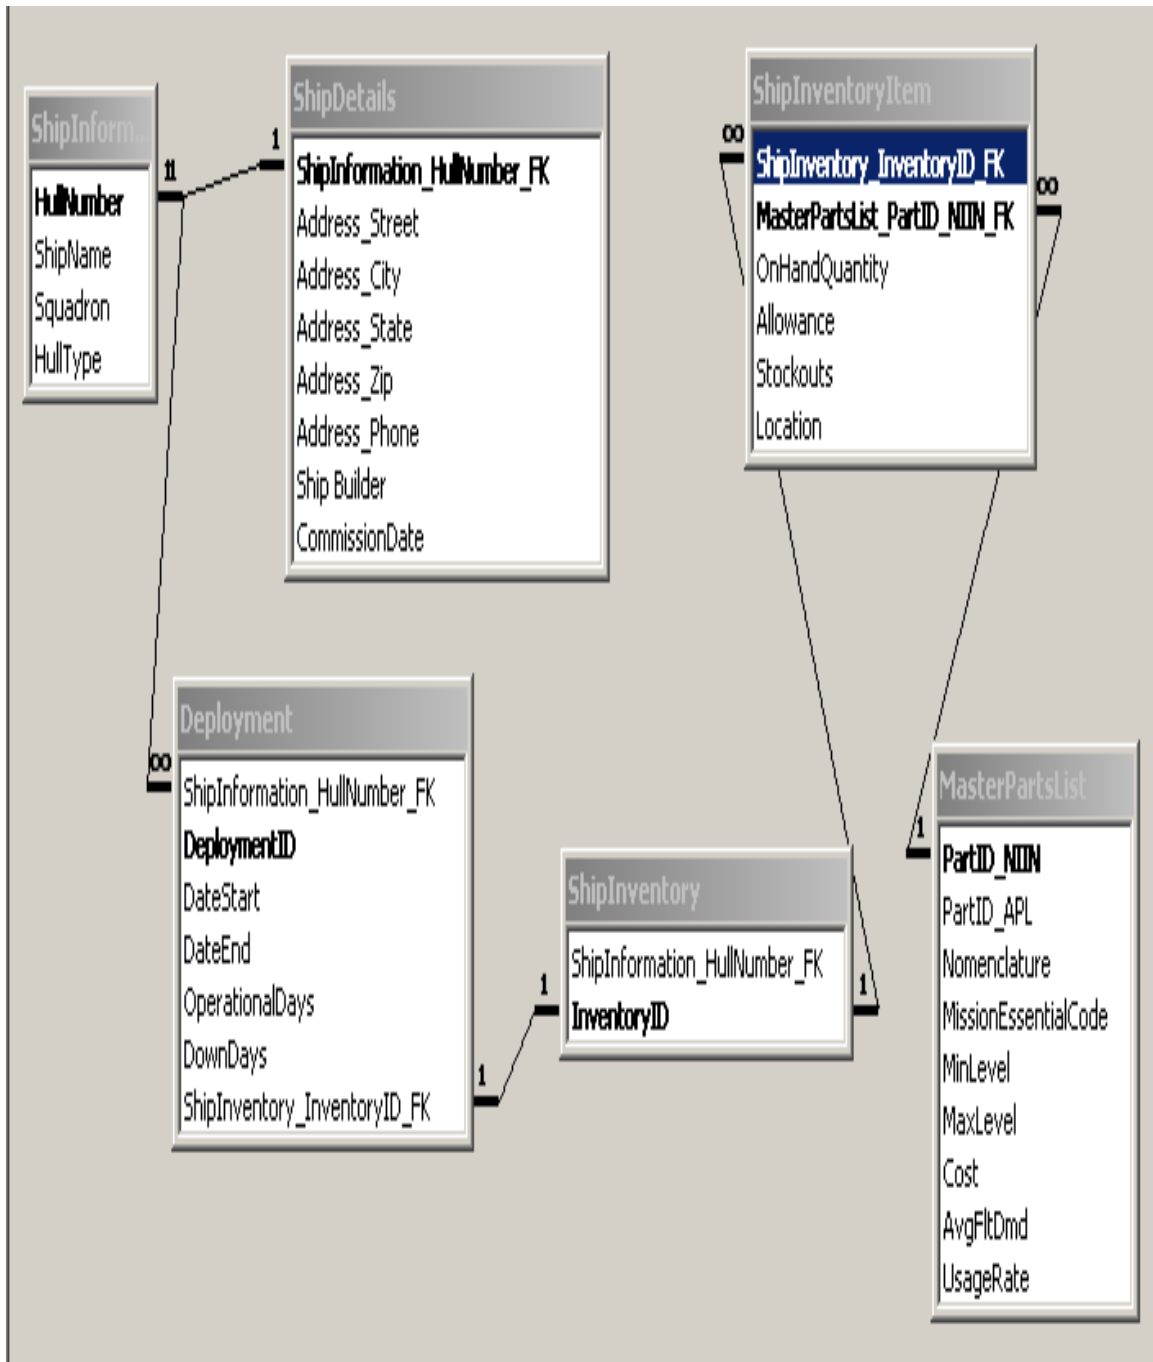 ShipInform...
HullNumber
ShipName
Squadron
HullType
11
1
ShipDetails
ShipInformation_HullNumber_FK
Address_Street
Address_City
Address_State
Address_Zip
Address_Phone
Ship Builder
CommissionDate
ShipInventoryItem
∞
ShipInventory_InventoryID_FK
∞
MasterPartsList_PartID_NIIN_FK
OnHandQuantity
Allowance
Stockouts
Location
Deployment
∞
ShipInformation_HullNumber_FK
DeploymentID
DateStart
DateEnd
OperationalDays
DownDays
ShipInventory_InventoryID_FK
1
ShipInventory
ShipInformation_HullNumber_FK
1
1
InventoryID
MasterPartsList
1
PartID_NIIN
PartID_APL
Nomenclature
MissionEssentialCode
MinLevel
MaxLevel
Cost
AvgFltDmd
UsageRate